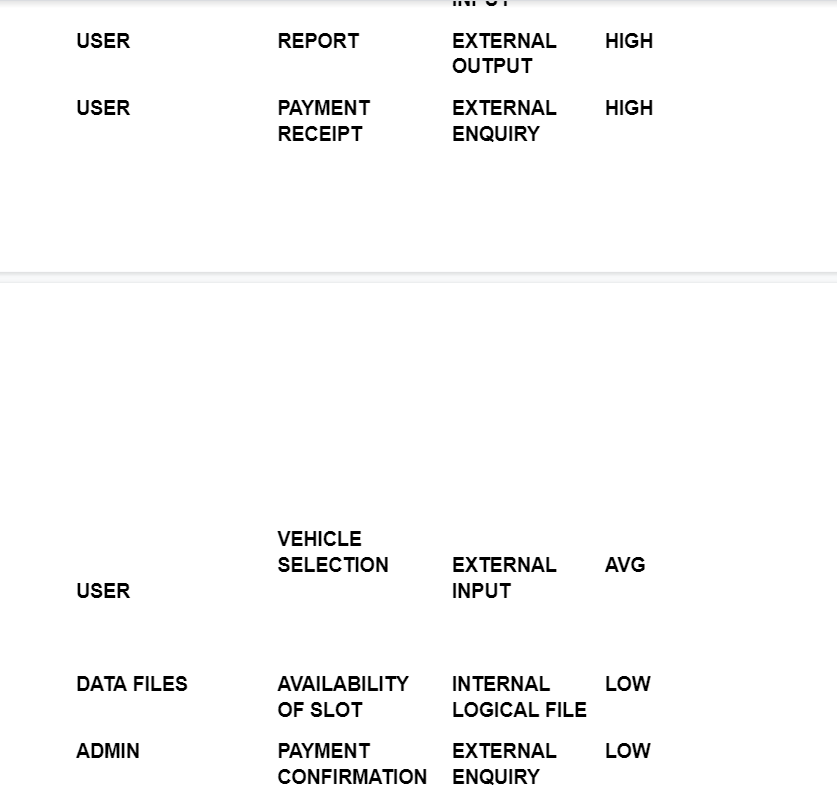 INPUT
USER REPORT EXTERNAL HIGH
OUTPUT
USER PAYMENT EXTERNAL HIGH
RECEIPT ENQUIRY
VEHICLE
SELECTION EXTERNAL AVG
USER INPUT
DATA FILES AVAILABILITY INTERNAL LOW
OF SLOT LOGICAL FILE
ADMIN PAYMENT EXTERNAL LOW
CONFIRMATION ENQUIRY